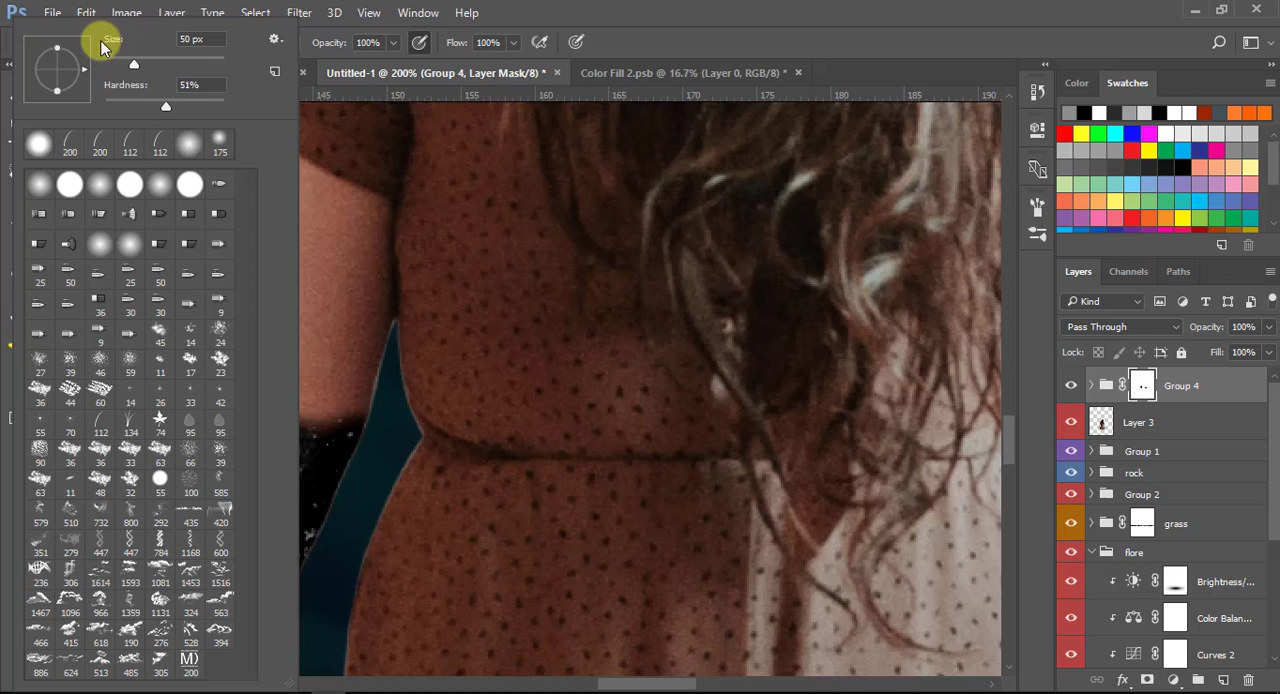 Ps File Edit Image Layer Type Select Filter 3D View Window Help
Size: 50 px
Opacity: 100% Flow: 100%
Untitled-1 @ 200% (Group 4, Layer Mask/8) * × Color Fill 2.psb @ 16.7% (Layer 0, RGB/8) * ×
Hardness: 51%
145 150 155 160 165 170 175 180 185 190
200 200 112 112 175
25 50 25 50
36 30 30 9
9 45 14 24
27 39 46 59 11 17 23
36 44 60 14 26 33 42
55 70 112 134 74 95 95
90 36 36 33 63 66 39
63 11 48 32 55 100 585
579 510 732 800 292 435 420
351 279 447 447 784 1168 600
236 306 1614 1593 1081 1453 1516
1467 1096 966 1359 1131 324 563
466 415 618 190 276 528 394
886 624 513 485 305 200
Color Swatches
Layers Channels Paths
Kind
Pass Through Opacity: 100%
Lock: Fill: 100%
Group 4
Layer 3
Group 1
rock
Group 2
grass
flore
Brightness/...
Color Balan...
Curves 2
fx